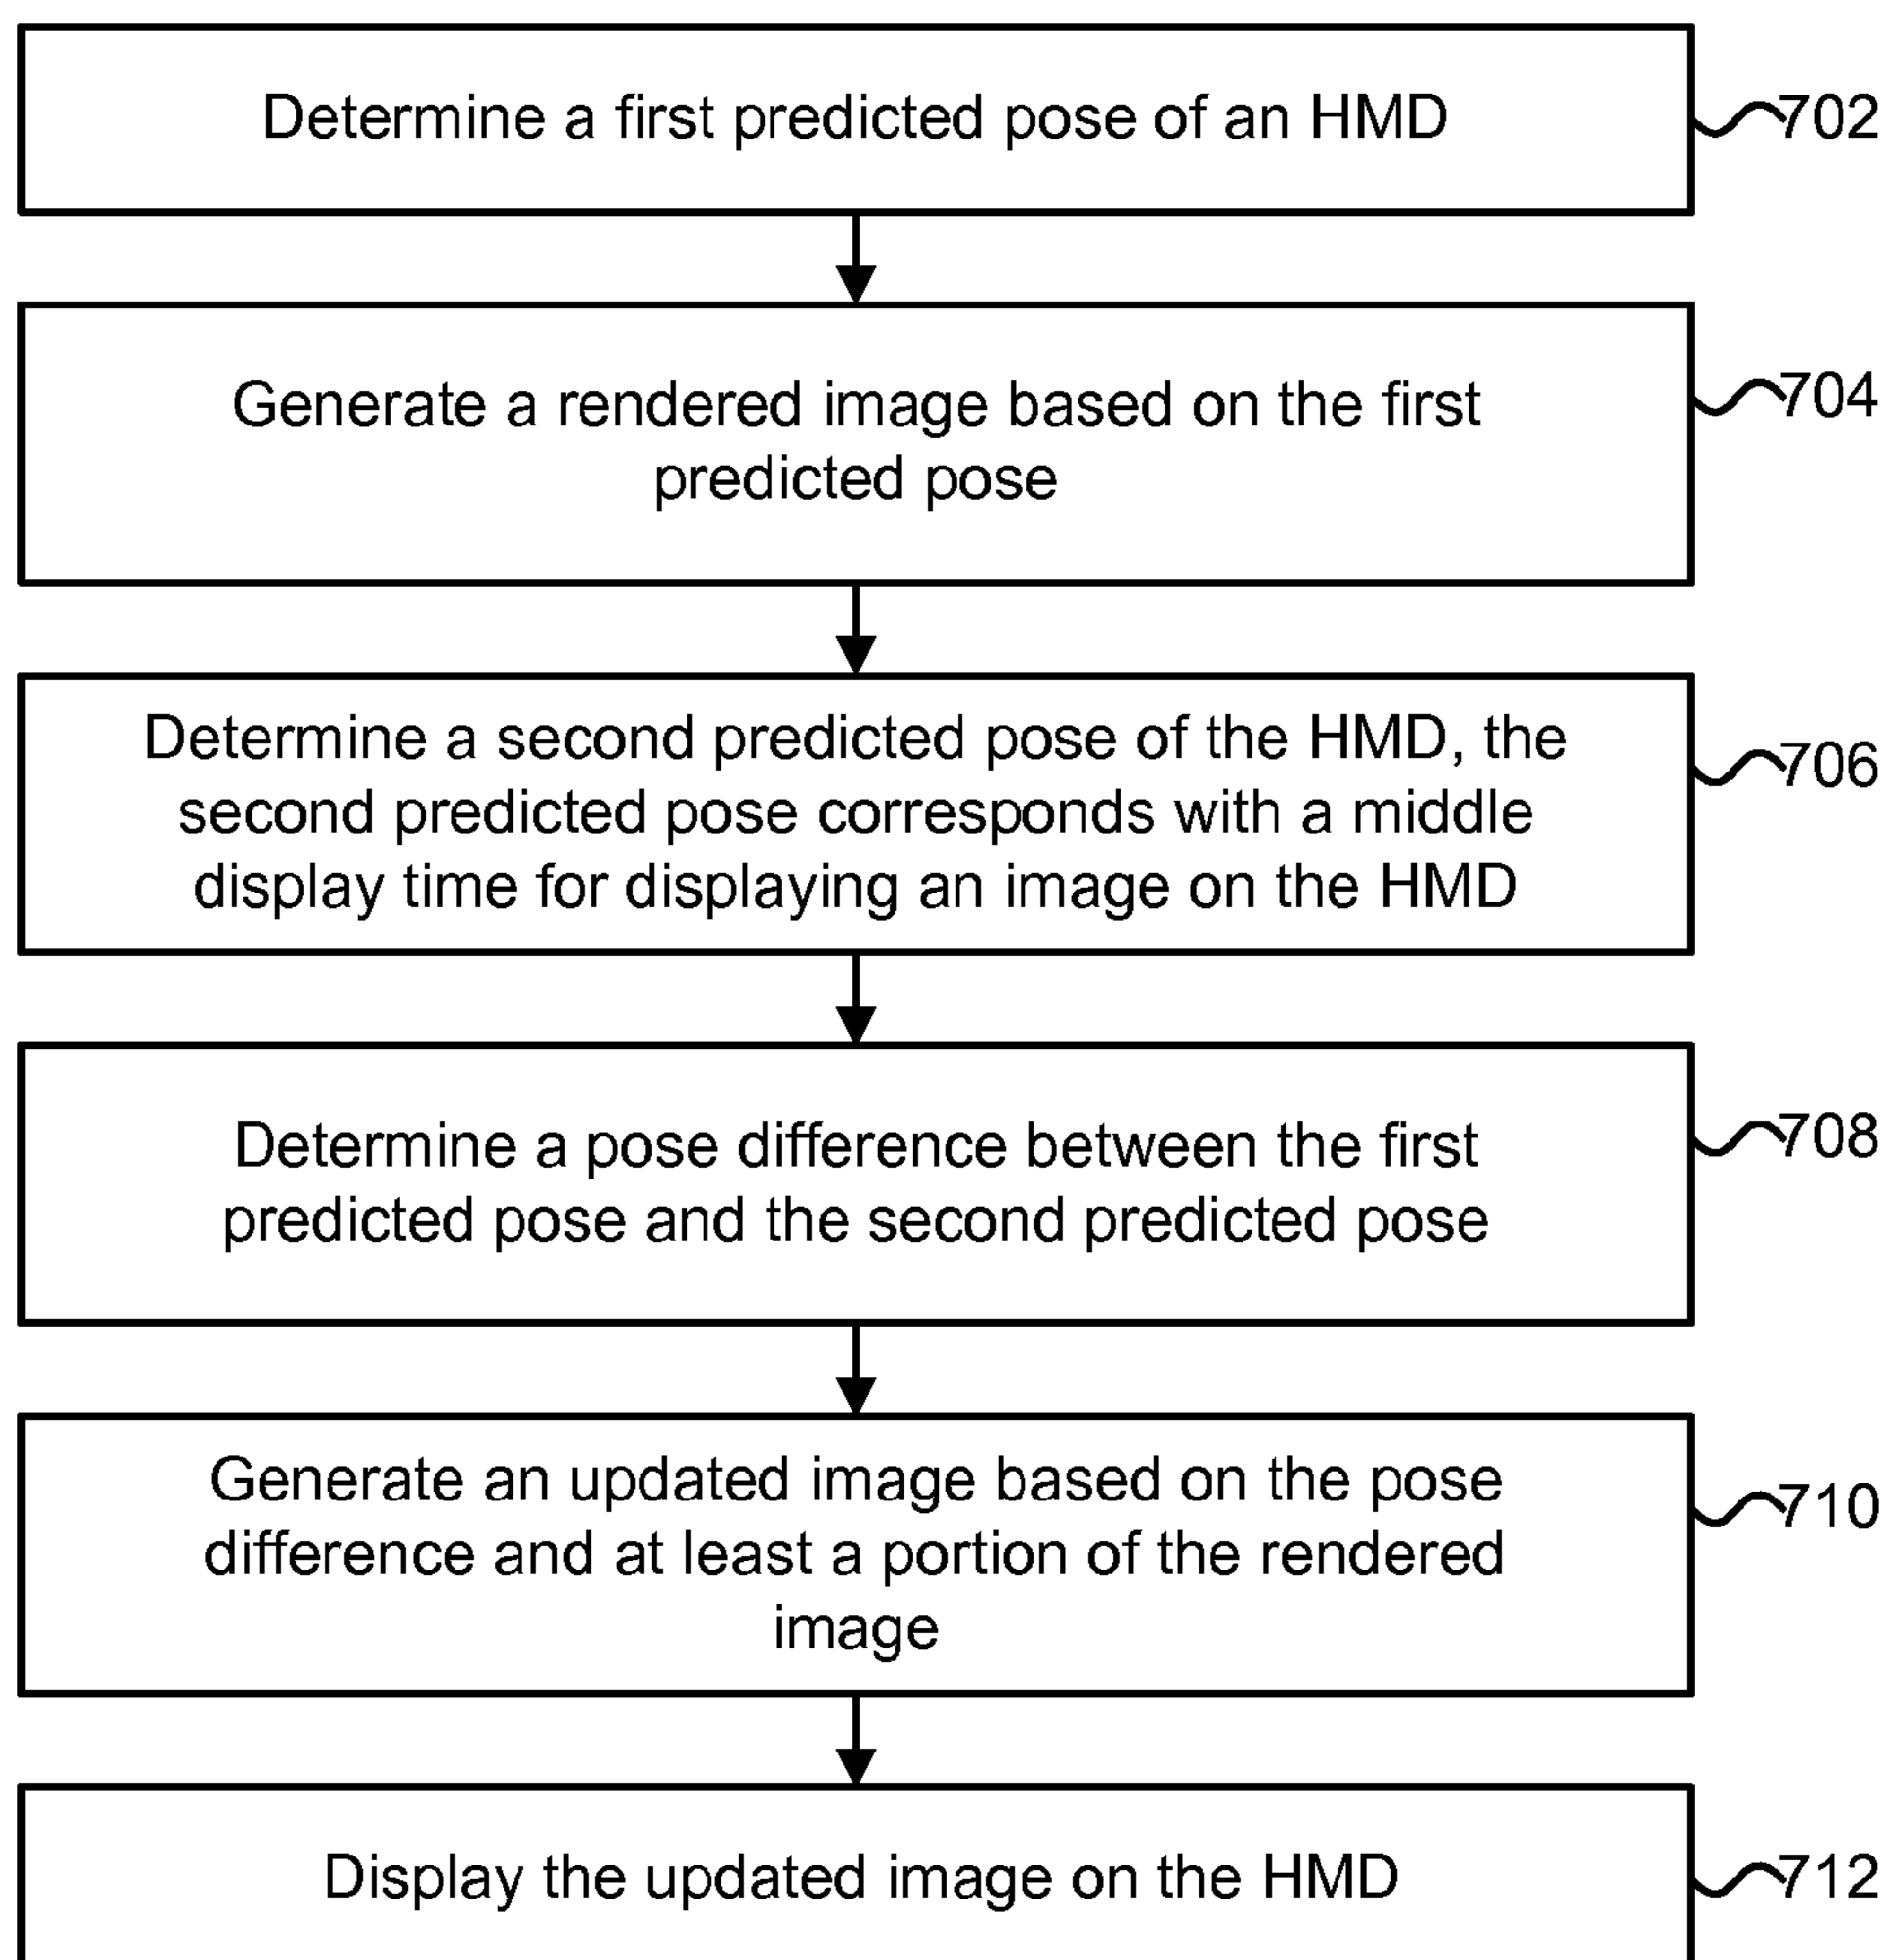 Determine a first predicted pose of an HMD
702
Generate a rendered image based on the first
predicted pose
704
Determine a second predicted pose of the HMD, the
second predicted pose corresponds with a middle
display time for displaying an image on the HMD
706
Determine a pose difference between the first
predicted pose and the second predicted pose
708
Generate an updated image based on the pose
difference and at least a portion of the rendered
image
710
Display the updated image on the HMD
712